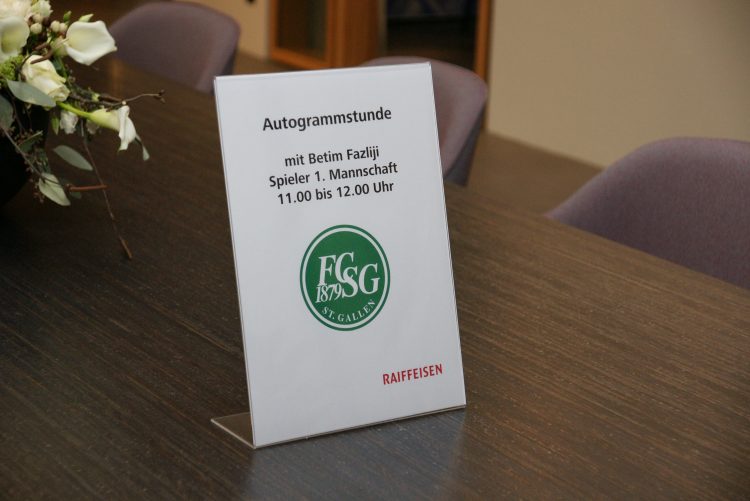 Autogrammstunde
mit Betim Fazliji
Spieler 1. Mannschaft
11.00 bis 12.00 Uhr
FCSG
1879
ST. GALLEN
RAIFFEISEN